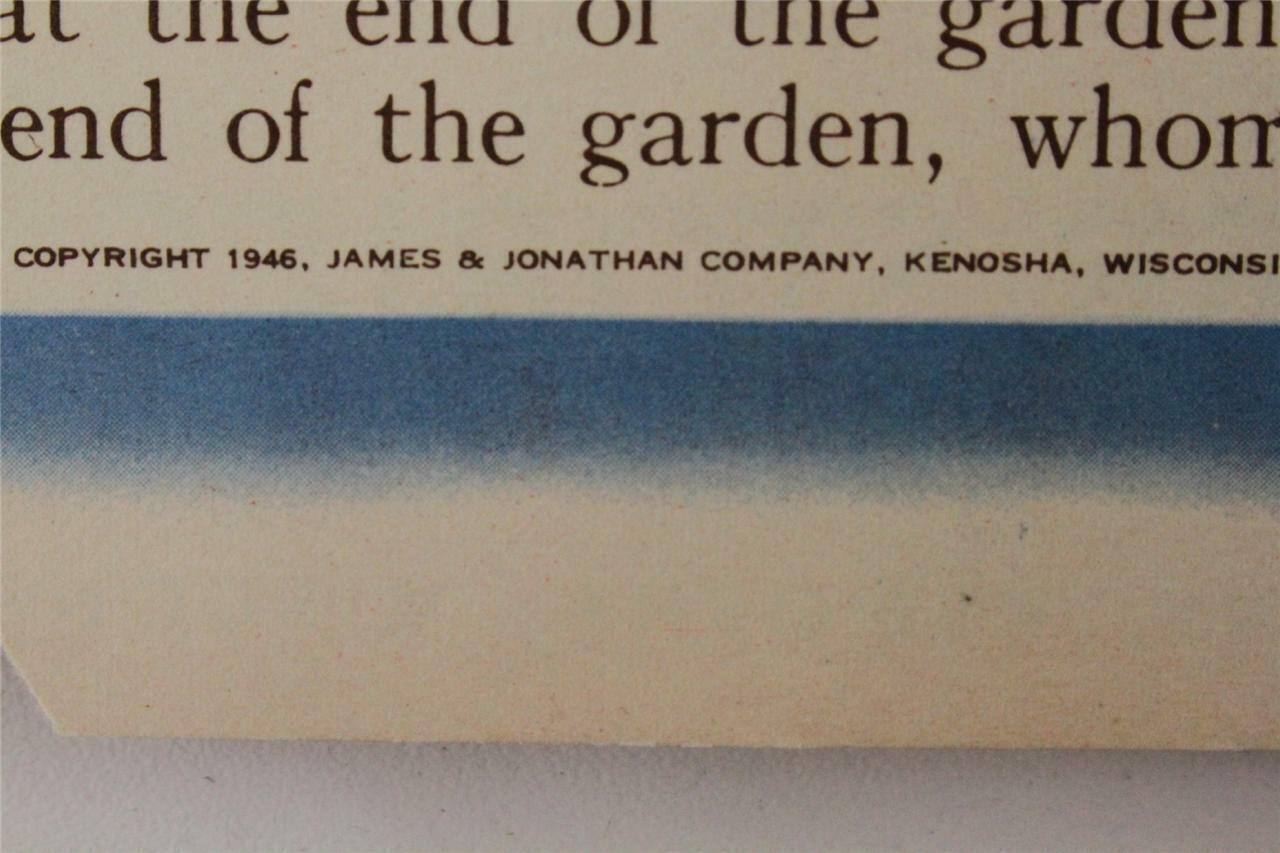 at the end of the garden
end of the garden, whom
COPYRIGHT 1946, JAMES & JONATHAN COMPANY, KENOSHA, WISCONSI